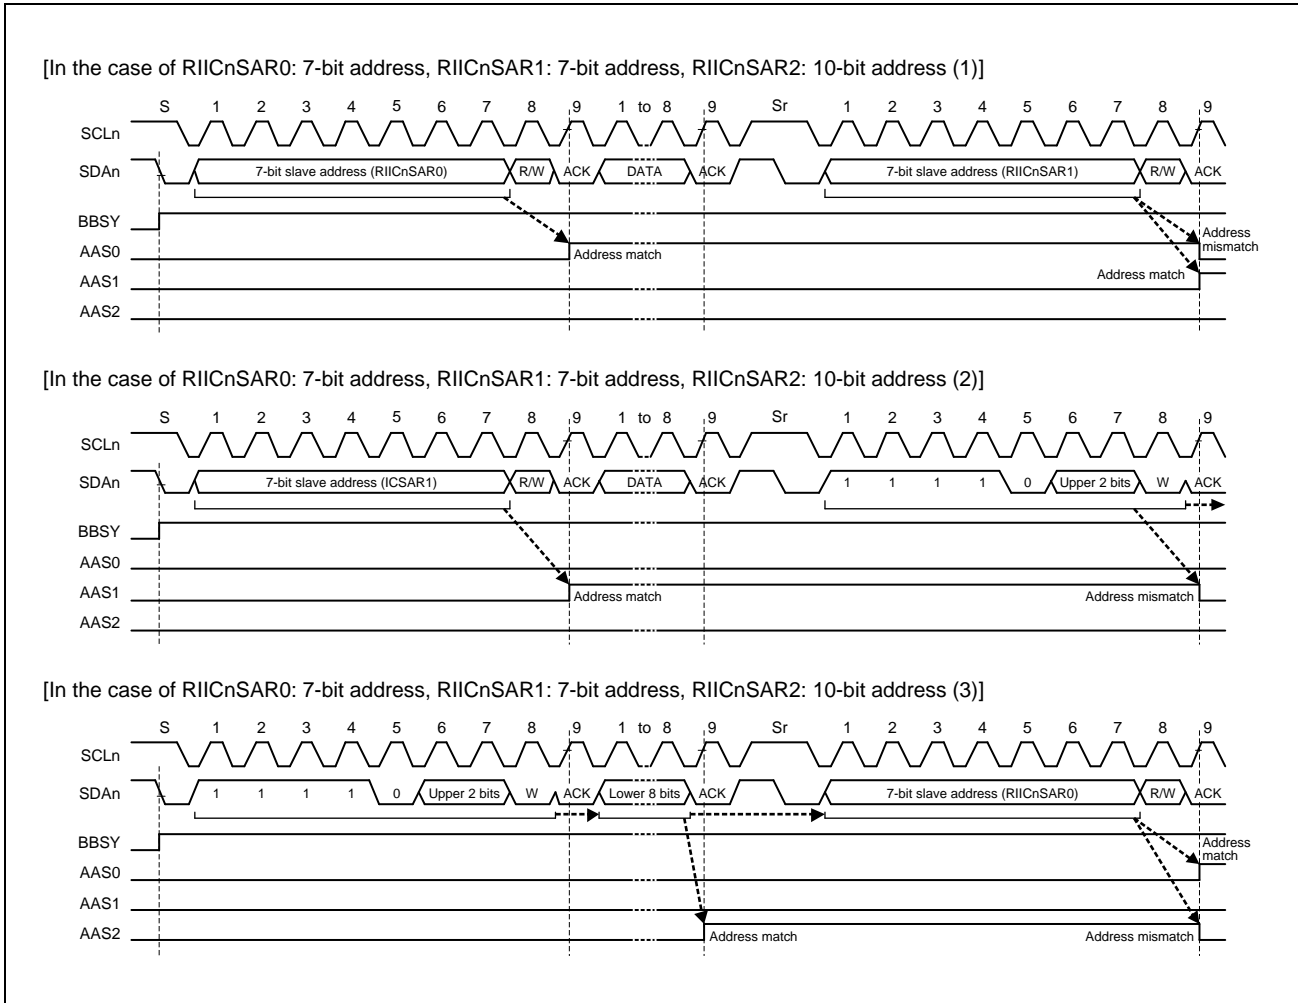 [In the case of RIICnSAR0: 7-bit address, RIICnSAR1: 7-bit address, RIICnSAR2: 10-bit address (1)]
S 1 2 3 4 5 6 7 8 9 1 to 8 9 Sr 1 2 3 4 5 6 7 8 9
SCLn
SDAn 7-bit slave address (RIICnSAR0) R/W ACK DATA ACK 7-bit slave address (RIICnSAR1) R/W ACK
BBSY
Address
mismatch
AAS0 Address match
AAS1 Address match
AAS2
[In the case of RIICnSAR0: 7-bit address, RIICnSAR1: 7-bit address, RIICnSAR2: 10-bit address (2)]
S 1 2 3 4 5 6 7 8 9 1 to 8 9 Sr 1 2 3 4 5 6 7 8 9
SCLn
SDAn 7-bit slave address (ICSAR1) R/W ACK DATA ACK 1 1 1 1 0 Upper 2 bits W ACK
BBSY
AAS0
AAS1 Address match Address mismatch
AAS2
[In the case of RIICnSAR0: 7-bit address, RIICnSAR1: 7-bit address, RIICnSAR2: 10-bit address (3)]
S 1 2 3 4 5 6 7 8 9 1 to 8 9 Sr 1 2 3 4 5 6 7 8 9
SCLn
SDAn 1 1 1 1 0 Upper 2 bits W ACK Lower 8 bits ACK 7-bit slave address (RIICnSAR0) R/W ACK
BBSY Address
match
AAS0
AAS1
AAS2 Address match Address mismatch